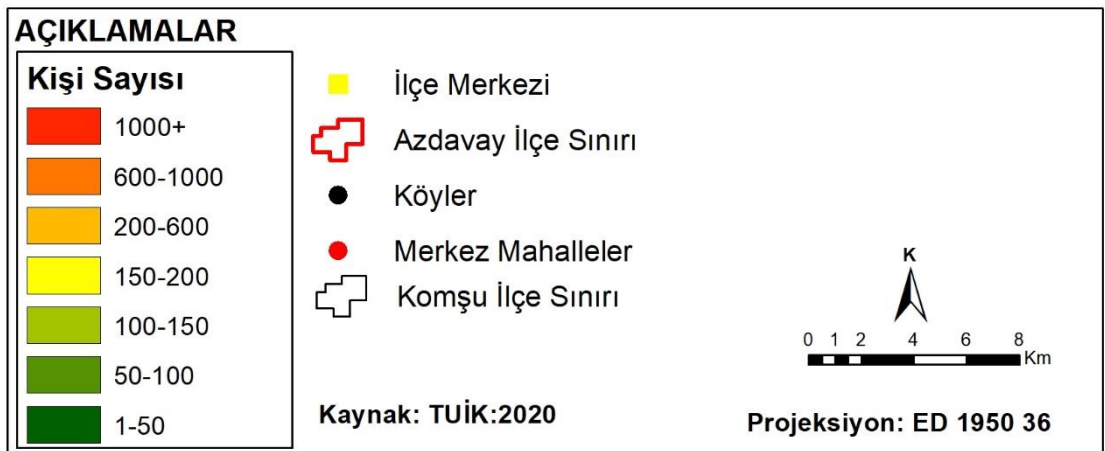 AÇIKLAMALAR
Kişi Sayısı
1000+
600-1000
200-600
150-200
100-150
50-100
1-50
İlçe Merkezi
Azdavay İlçe Sınırı
Köyler
Merkez Mahalleler
Komşu İlçe Sınırı
Kaynak: TUİK:2020
K
0 1 2 4 6 8
Km
Projeksiyon: ED 1950 36